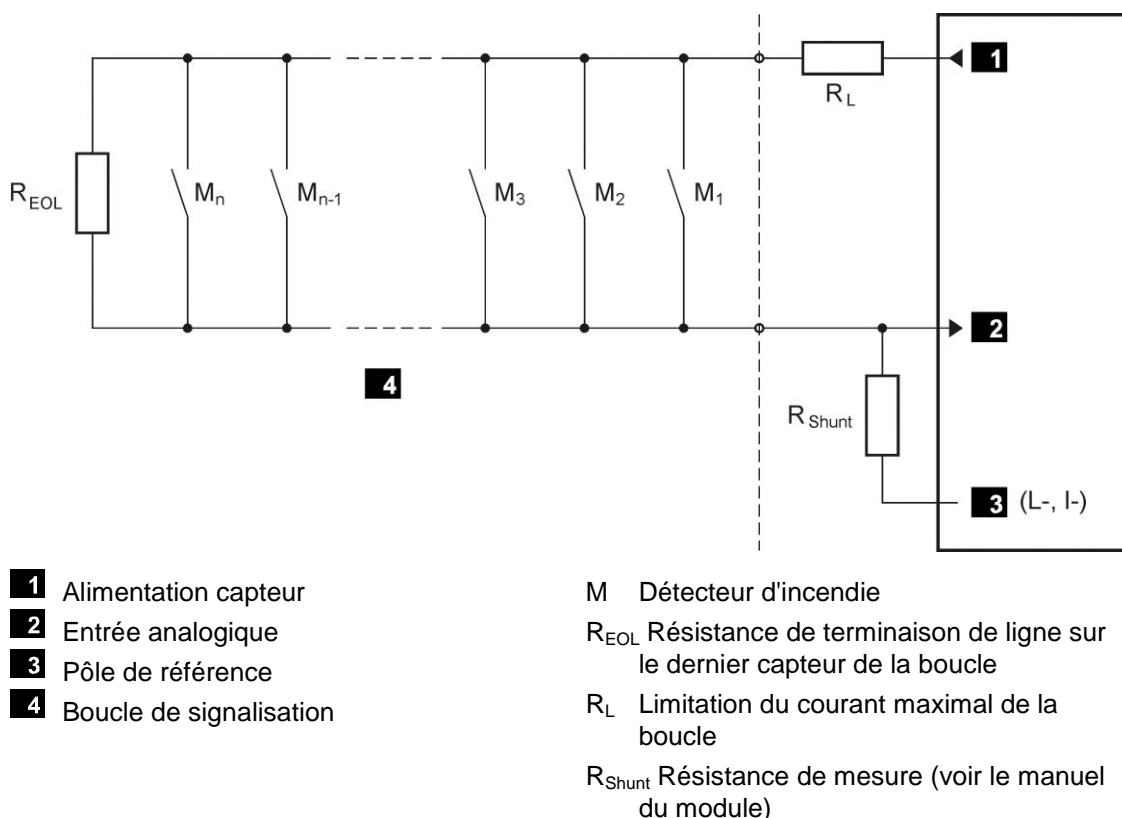 1
R_L
R_EOL M_n M_n-1 M_3 M_2 M_1
2
4
R_Shunt
3 (L-, I-)
1 Alimentation capteur
2 Entrée analogique
3 Pôle de référence
4 Boucle de signalisation
M Détecteur d'incendie
R_EOL Résistance de terminaison de ligne sur
le dernier capteur de la boucle
R_L Limitation du courant maximal de la
boucle
R_Shunt Résistance de mesure (voir le manuel
du module)